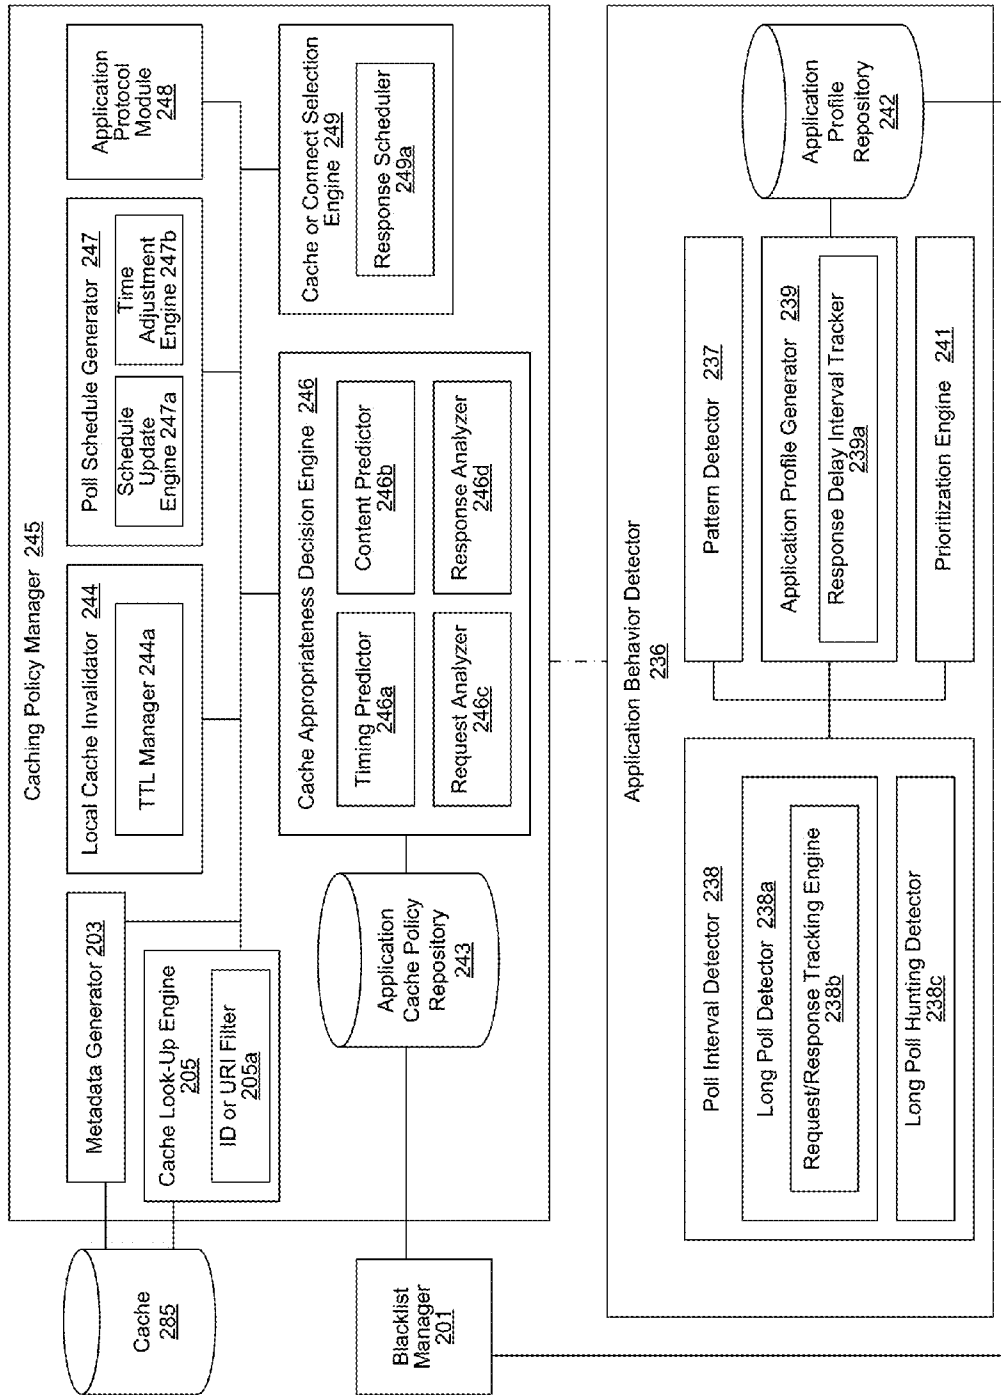 Caching Policy Manager 245
Metadata Generator 203
Local Cache Invalidator 244
TTL Manager 244a
Poll Schedule Generator 247
Schedule
Update
Engine 247a
Time
Adjustment
Engine 247b
Application
Protocol
Module
248
Cache
285
Cache Look-Up Engine
205
ID or URI Filter
205a
Cache Appropriateness Decision Engine 246
Timing Predictor
246a
Content Predictor
246b
Request Analyzer
246c
Response Analyzer
246d
Cache or Connect Selection
Engine 249
Response Scheduler
249a
Application
Cache Policy
Repository
243
Blacklist
Manager
201
Application Behavior Detector
236
Poll Interval Detector 238
Long Poll Detector 238a
Request/Response Tracking Engine
238b
Long Poll Hunting Detector
238c
Pattern Detector 237
Application Profile Generator 239
Response Delay Interval Tracker
239a
Prioritization Engine 241
Application
Profile
Repository
242